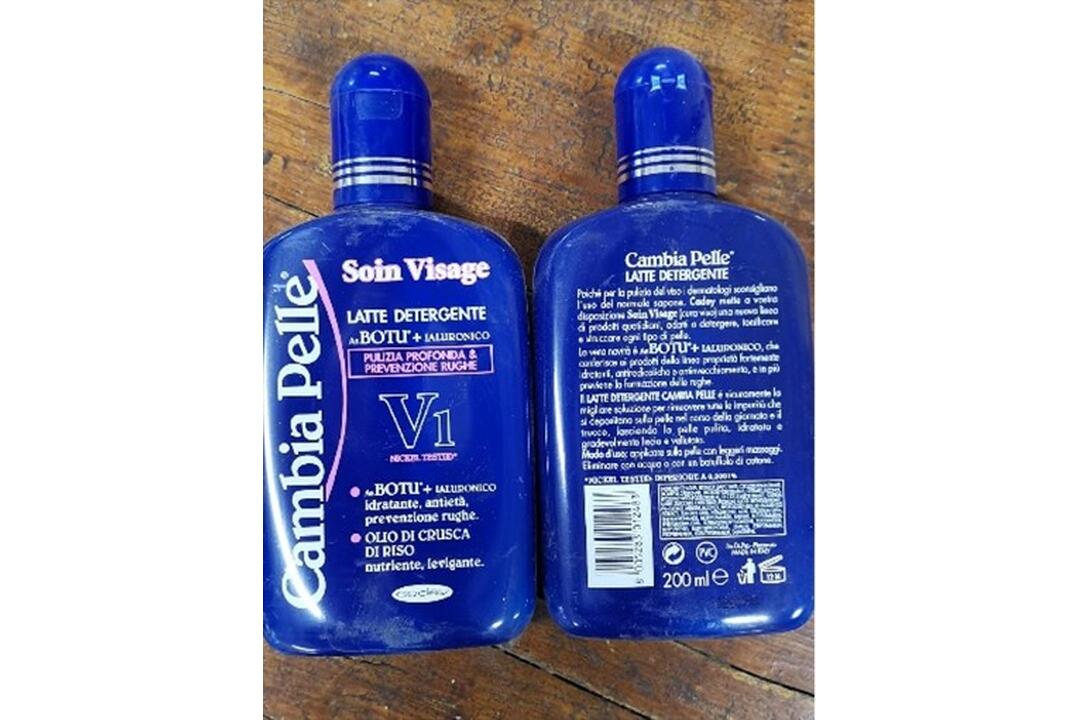 Cambia Pelle®
Soin Visage
LATTE DETERGENTE
As BOTU + IALURONICO
PULIZIA PROFONDA &
PREVENZIONE RUGHE
V1
NICKEL TESTED*
As BOTU + IALURONICO
idratante, antietà,
prevenzione rughe.
OLIO DI CRUSCA
DI RISO
nutriente, levigante.
Cambia Pelle®
LATTE DETERGENTE
Poiché per la pulizia del viso i dermatologi sconsigliano
l'uso del normale sapone, Cadey mette a vostra
disposizione Soin Visage (cura viso) una nuova linea
di prodotti quotidiani, adatti a detergere, tonificare
e struccare ogni tipo di pelle.
La vera novità è As BOTU + IALURONICO, che
conferisce ai prodotti della linea proprietà fortemente
idratanti, antiradicaliche e antinvecchiamento, e in più
previene la formazione delle rughe.
Il LATTE DETERGENTE CAMBIA PELLE è sicuramente la
migliore soluzione per rimuovere tutte le impurità che
si depositano sulla pelle nel corso della giornata e il
trucco, lasciando la pelle pulita, idratata e
gradevolmente liscia e vellutata.
Modo d'uso: applicare sulla pelle con leggeri massaggi.
Eliminare con acqua o con un batuffolo di cotone.
*NICKEL TESTED INFERIORE A 0,0001%
PVC
MADE IN ITALY
200 ml e
12 M